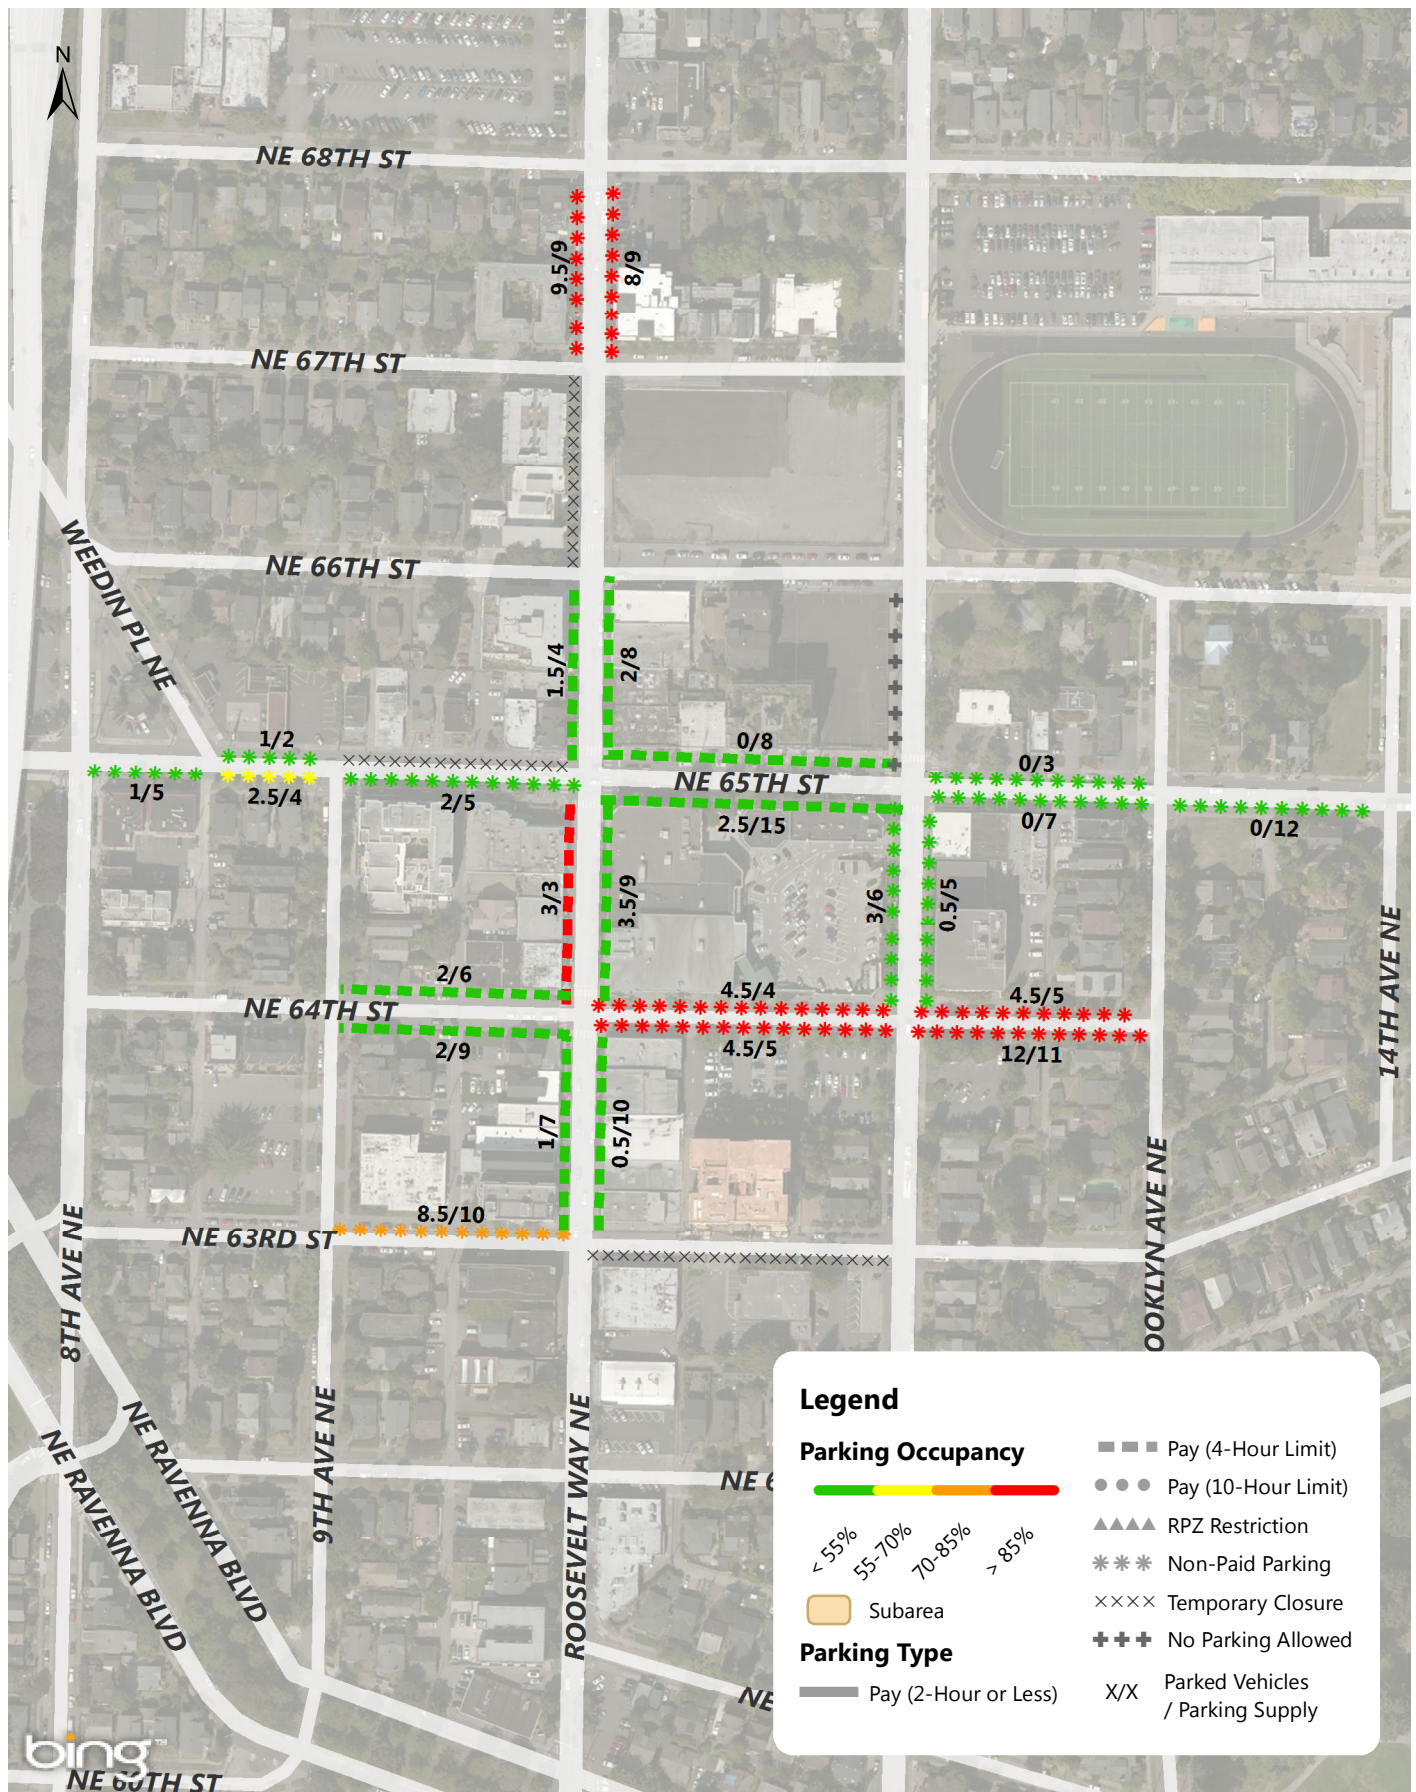 N
NE 68TH ST
9.5/9
8/9
NE 67TH ST
WEEDIN PL NE
NE 66TH ST
1.5/4
2/8
1/2
0/8
0/3
NE 65TH ST
1/5
2.5/4
2/5
2.5/15
0/7
0/12
3/3
3.5/9
3/6
0.5/5
14TH AVE NE
2/6
4.5/4
4.5/5
NE 64TH ST
2/9
4.5/5
12/11
1/7
0.5/10
8.5/10
NE 63RD ST
8TH AVE NE
OOKLYN AVE NE
9TH AVE NE
ROOSEVELT WAY NE
NE RAVENNA BLVD
NE RAVENNA BLVD
NE 6
NE
NE 60TH ST
bing
Legend
Parking Occupancy
< 55%
55-70%
70-85%
> 85%
Subarea
Parking Type
Pay (2-Hour or Less)
Pay (4-Hour Limit)
Pay (10-Hour Limit)
RPZ Restriction
Non-Paid Parking
Temporary Closure
No Parking Allowed
X/X
Parked Vehicles
/ Parking Supply